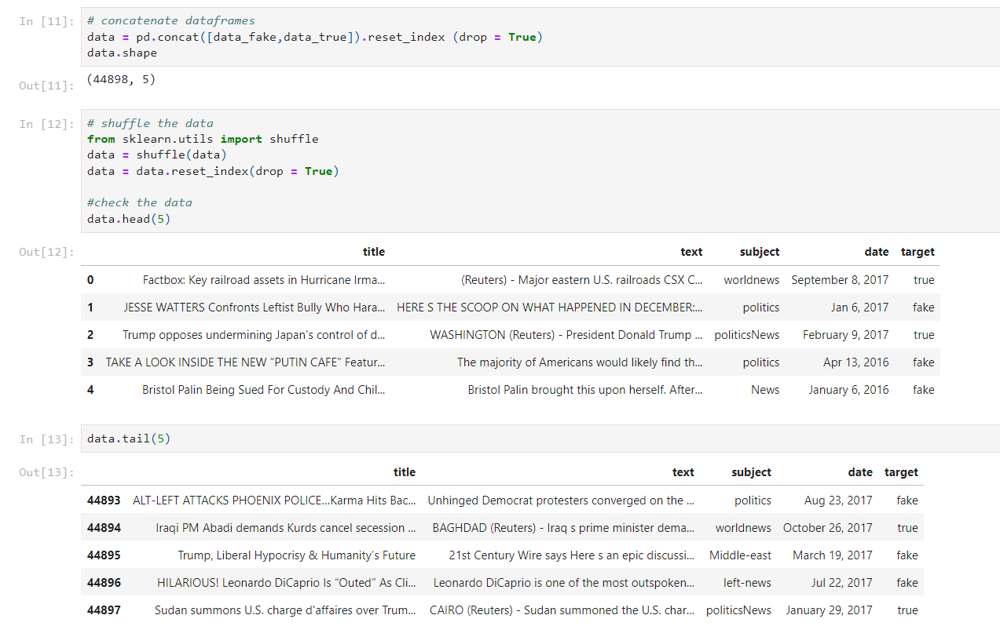 In [11]: # concatenate dataframes
data = pd.concat([data_fake,data_true]).reset_index (drop = True)
data.shape
Out[11]: (44898, 5)
In [12]: # shuffle the data
from sklearn.utils import shuffle
data = shuffle(data)
data = data.reset_index(drop = True)
#check the data
data.head(5)
Out[12]: title text subject date target
0 Factbox: Key railroad assets in Hurricane Irma... (Reuters) - Major eastern U.S. railroads CSX C... worldnews September 8, 2017 true
1 JESSE WATTERS Confronts Leftist Bully Who Hara... HERE S THE SCOOP ON WHAT HAPPENED IN DECEMBER:... politics Jan 6, 2017 fake
2 Trump opposes undermining Japan's control of d... WASHINGTON (Reuters) - President Donald Trump ... politicsNews February 9, 2017 true
3 TAKE A LOOK INSIDE THE NEW “PUTIN CAFE” Featur... The majority of Americans would likely find th... politics Apr 13, 2016 fake
4 Bristol Palin Being Sued For Custody And Chil... Bristol Palin brought this upon herself. After... News January 6, 2016 fake
In [13]: data.tail(5)
Out[13]: title text subject date target
44893 ALT-LEFT ATTACKS PHOENIX POLICE...Karma Hits Bac... Unhinged Democrat protesters converged on the ... politics Aug 23, 2017 fake
44894 Iraqi PM Abadi demands Kurds cancel secession ... BAGHDAD (Reuters) - Iraq s prime minister dema... worldnews October 26, 2017 true
44895 Trump, Liberal Hypocrisy & Humanity’s Future 21st Century Wire says Here s an epic discussi... Middle-east March 19, 2017 fake
44896 HILARIOUS! Leonardo DiCaprio Is “Outed” As Cli... Leonardo DiCaprio is one of the most outspoken... left-news Jul 22, 2017 fake
44897 Sudan summons U.S. charge d'affaires over Trum... CAIRO (Reuters) - Sudan summoned the U.S. char... politicsNews January 29, 2017 true